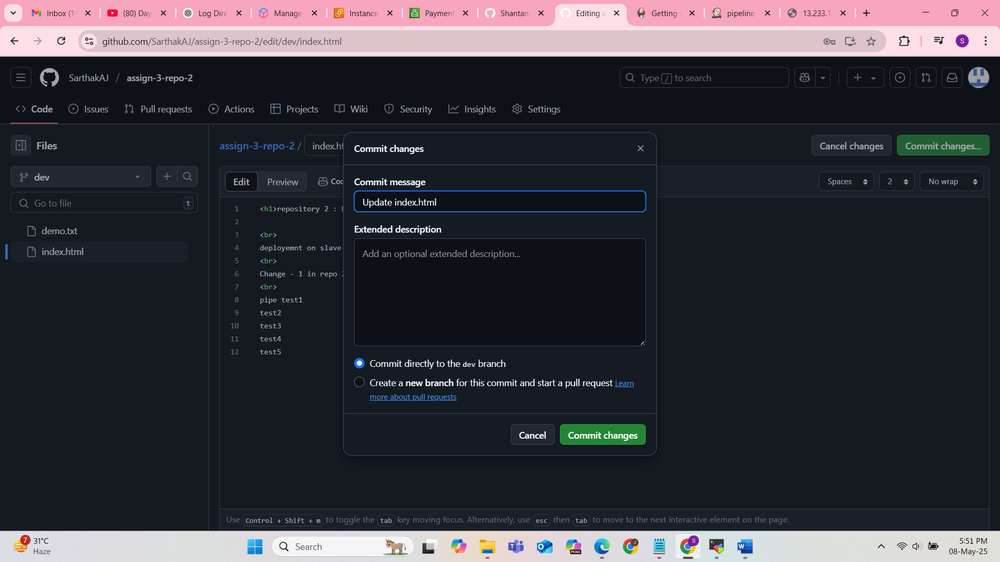 Inbox (14
(80) Day
Log Dire
Manage
Instance
Payment
Shantan
Editing a
Getting s
pipeline-
13.233.1
github.com/SarthakAJ/assign-3-repo-2/edit/dev/index.html
S
SarthakAJ / assign-3-repo-2
Type / to search
Code
Issues
Pull requests
Actions
Projects
Wiki
Security
Insights
Settings
Files
assign-3-repo-2 / index.ht
Cancel changes
Commit changes...
dev
Go to file
t
demo.txt
index.html
Edit
Preview
Cod
Spaces
2
No wrap
1 <h1>repository 2 :
2
3 <br>
4 deployemnt on slave
5 <br>
6 Change - 1 in repo 2
7 <br>
8 pipe test1
9 test2
10 test3
11 test4
12 test5
Commit changes
Commit message
Update index.html
Extended description
Add an optional extended description...
Commit directly to the dev branch
Create a new branch for this commit and start a pull request Learn
more about pull requests
Cancel
Commit changes
Use Control + Shift + m to toggle the tab key moving focus. Alternatively, use esc then tab to move to the next interactive element on the page.
7
31°C
Haze
Search
M365
J
S
5:51 PM
08-May-25